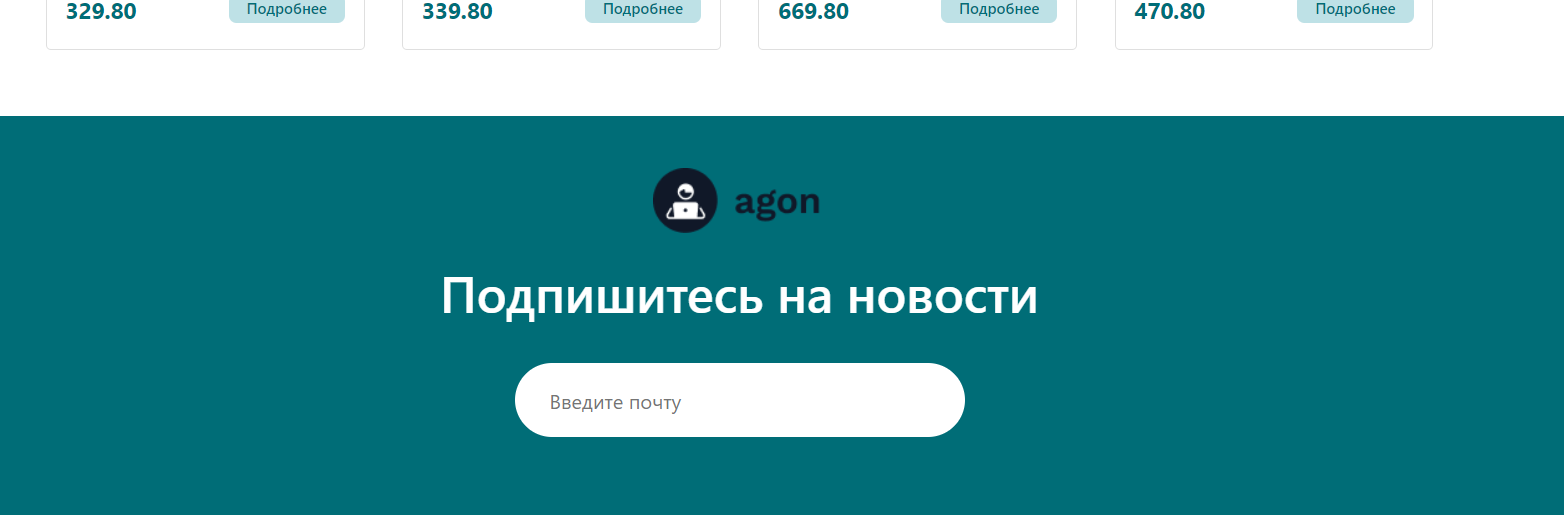 329.80 Подробнее 339.80 Подробнее 669.80 Подробнее 470.80 Подробнее
agon
Подпишитесь на новости
Введите почту